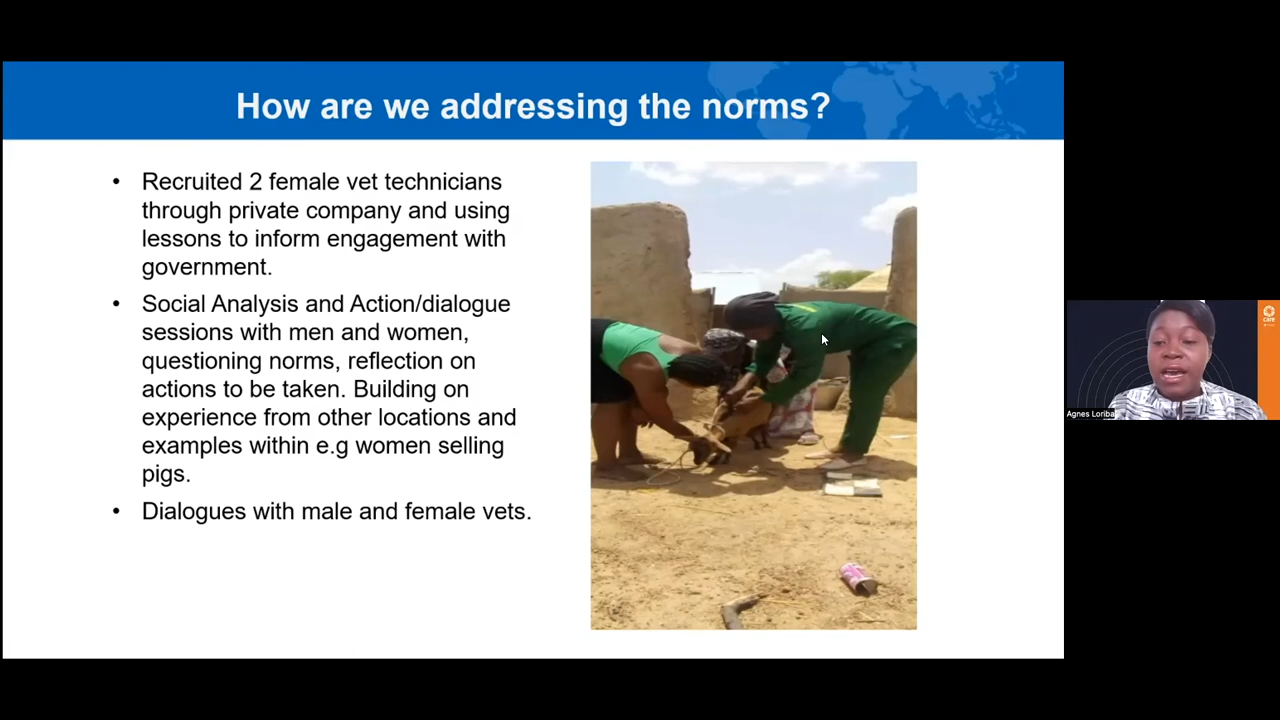 How are we addressing the norms?
• Recruited 2 female vet technicians
through private company and using
lessons to inform engagement with
government.
• Social Analysis and Action/dialogue
sessions with men and women,
questioning norms, reflection on
actions to be taken. Building on
experience from other locations and
examples within e.g women selling
pigs.
• Dialogues with male and female vets.
care
Agnes Loriba